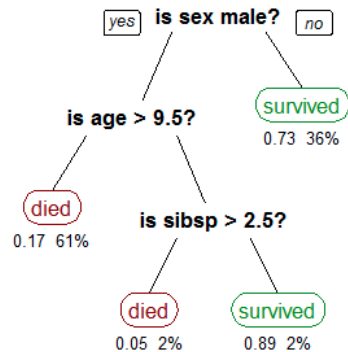 yes is sex male? no
survived
is age > 9.5?
0.73 36%
died
is sibsp > 2.5?
0.17 61%
died survived
0.05 2% 0.89 2%